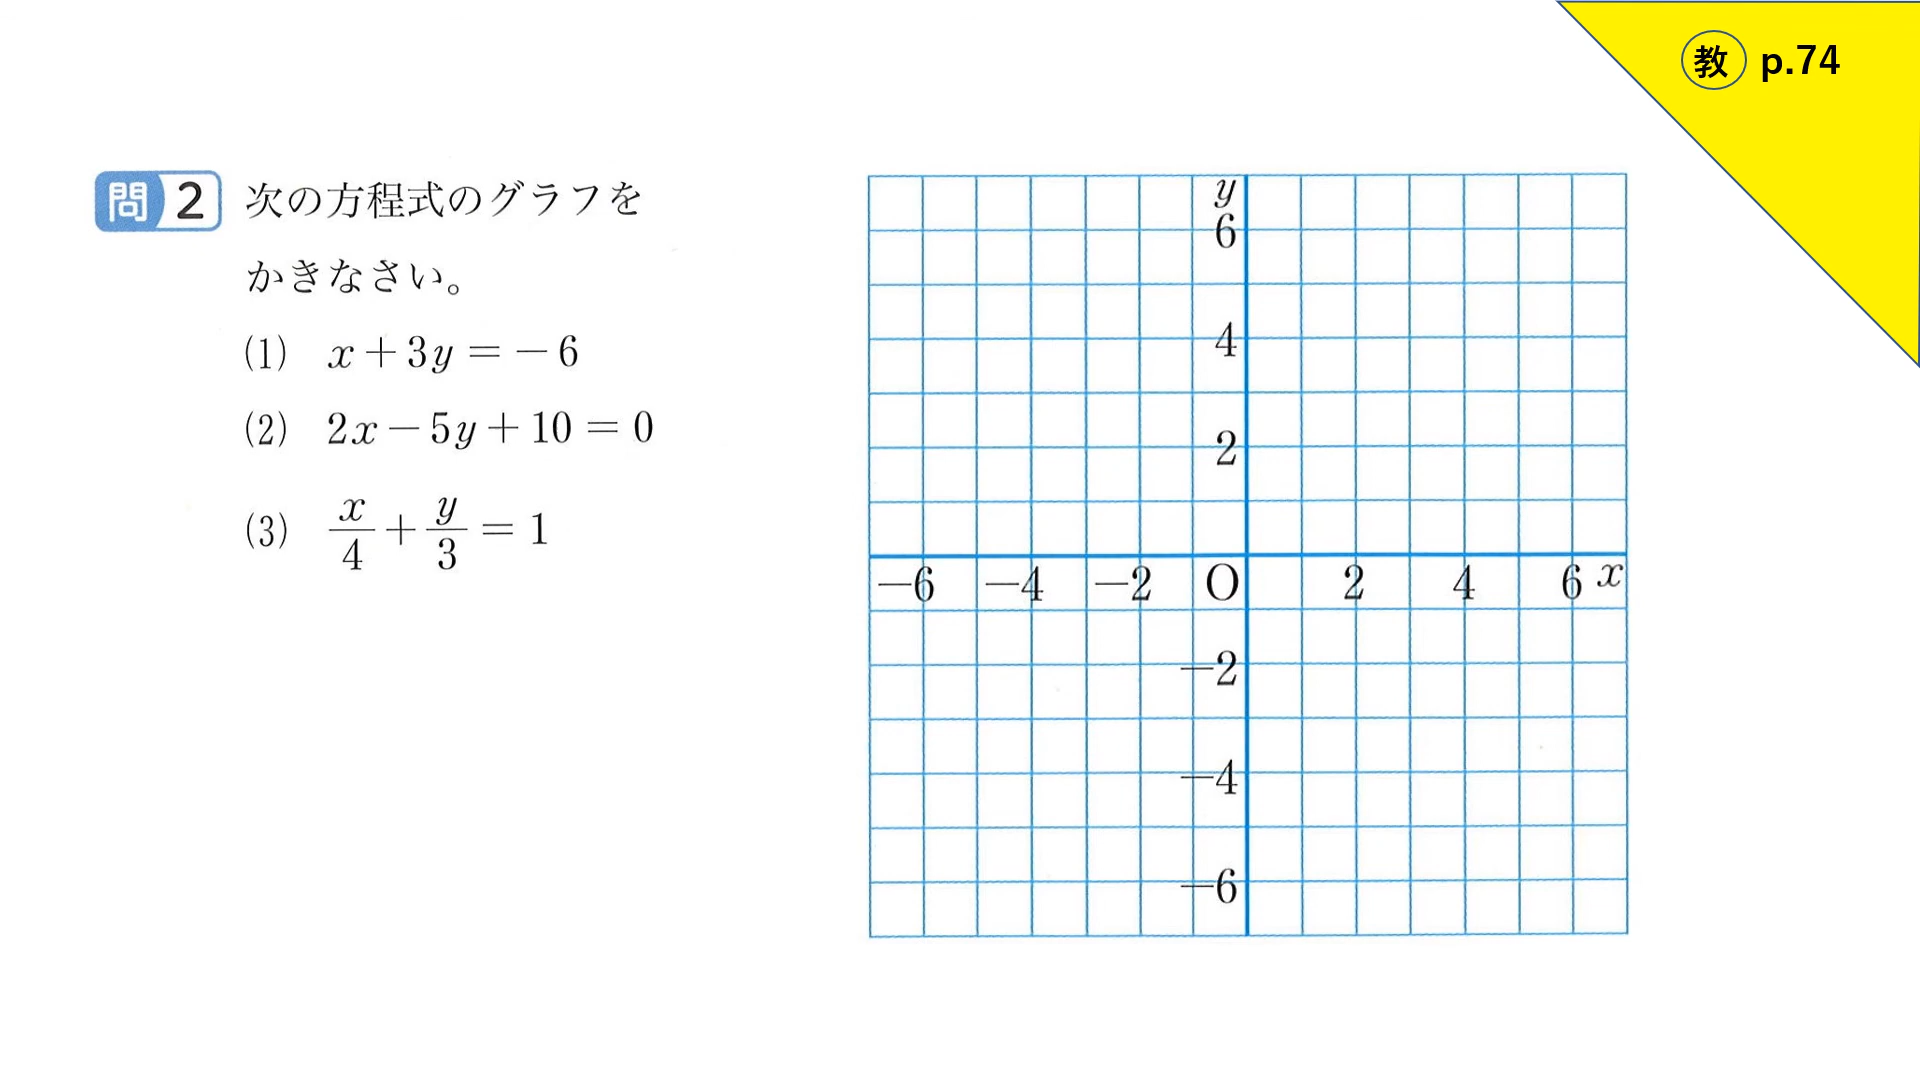 教 p.74
問 2 次の方程式のグラフを
かきなさい。
(1) x+3y=-6
(2) 2x-5y+10=0
(3) x/4+y/3=1
y
6
4
2
-6 -4 -2 O 2 4 6 x
-2
-4
-6